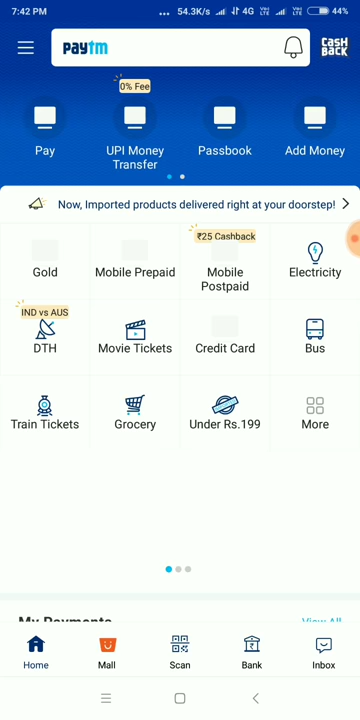 7:42 PM
... 54.3K/s 4G VoLTE VoLTE 44%
paytm
CASH
BACK
0% Fee
Pay
UPI Money
Transfer
Passbook
Add Money
Now, Imported products delivered right at your doorstep!
₹25 Cashback
Gold
Mobile Prepaid
Mobile
Postpaid
Electricity
IND vs AUS
DTH
Movie Tickets
Credit Card
Bus
Train Tickets
Grocery
Under Rs.199
More
My Payments
View All
Home
Mall
Scan
Bank
Inbox